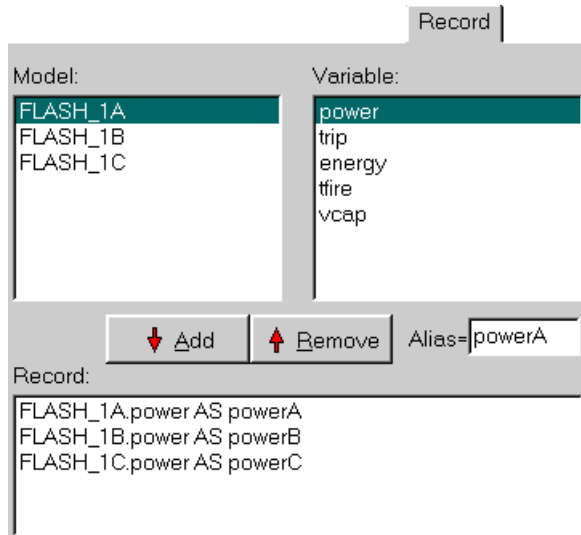 Record
Model:
Variable:
FLASH_1A
FLASH_1B
FLASH_1C
power
trip
energy
tfire
vcap
Add
Remove
Alias=
powerA
Record:
FLASH_1A.power AS powerA
FLASH_1B.power AS powerB
FLASH_1C.power AS powerC